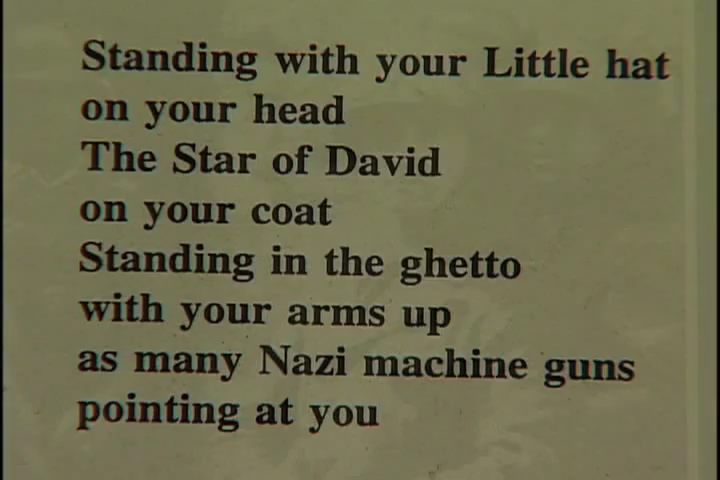 Standing with your Little hat
on your head
The Star of David
on your coat
Standing in the ghetto
with your arms up
as many Nazi machine guns
pointing at you